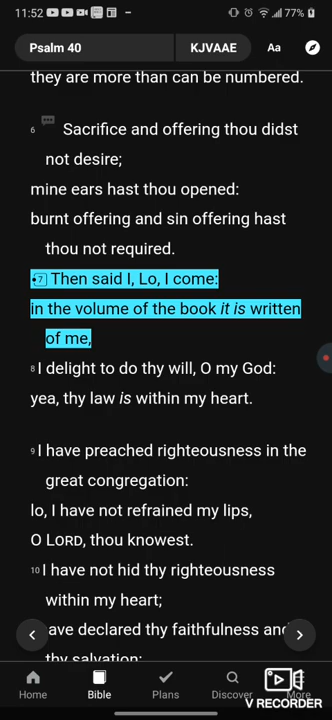 11:52
77%
Psalm 40
KJVAAE
Aa
they are more than can be numbered.
6 Sacrifice and offering thou didst
not desire;
mine ears hast thou opened:
burnt offering and sin offering hast
thou not required.
7 Then said I, Lo, I come:
in the volume of the book it is written
of me,
8 I delight to do thy will, O my God:
yea, thy law is within my heart.
9 I have preached righteousness in the
great congregation:
lo, I have not refrained my lips,
O LORD, thou knowest.
10 I have not hid thy righteousness
within my heart;
ave declared thy faithfulness and
thy salvation:
Home
Bible
Plans
Discover
More
V RECORDER